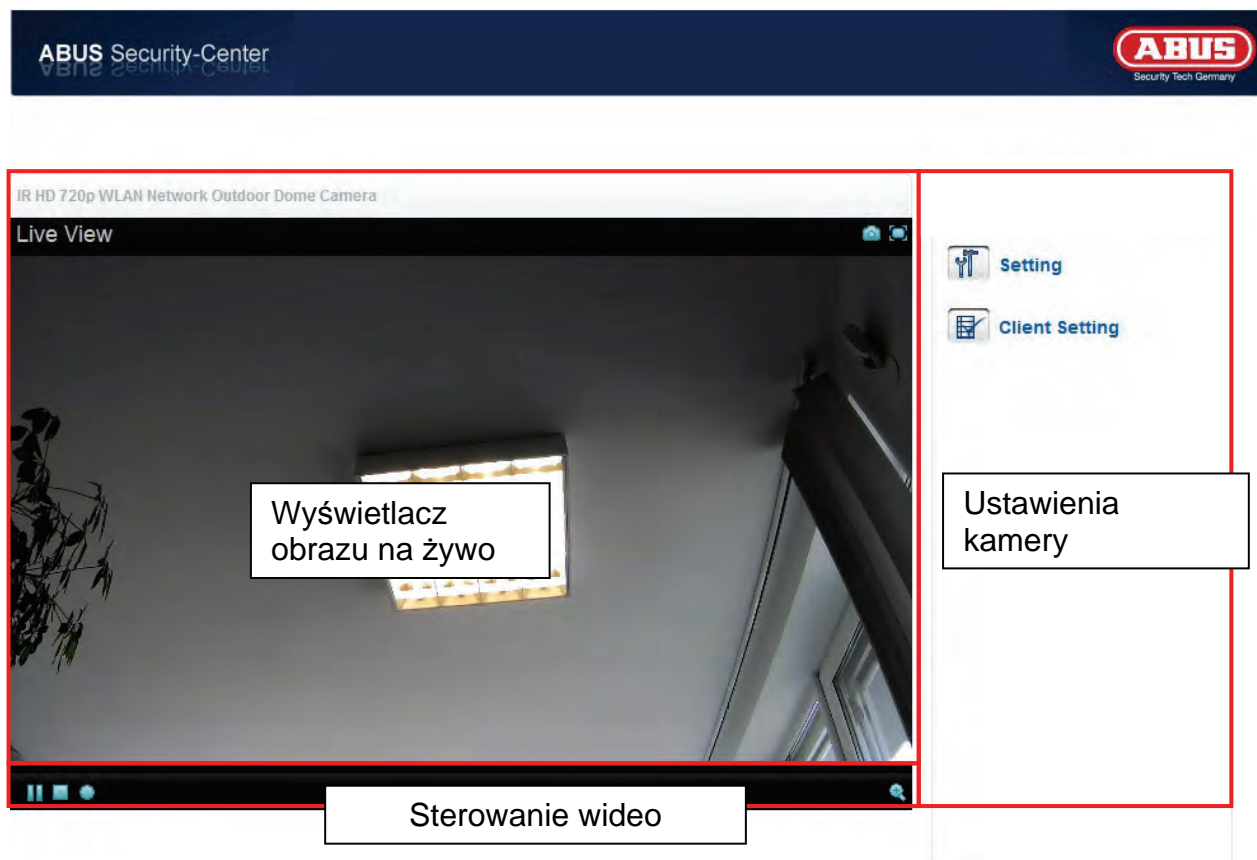 ABUS Security-Center
ABUS
Security Tech Germany
IR HD 720p WLAN Network Outdoor Dome Camera
Live View
Setting
Client Setting
Wyświetlacz
obrazu na żywo
Ustawienia
kamery
Sterowanie wideo